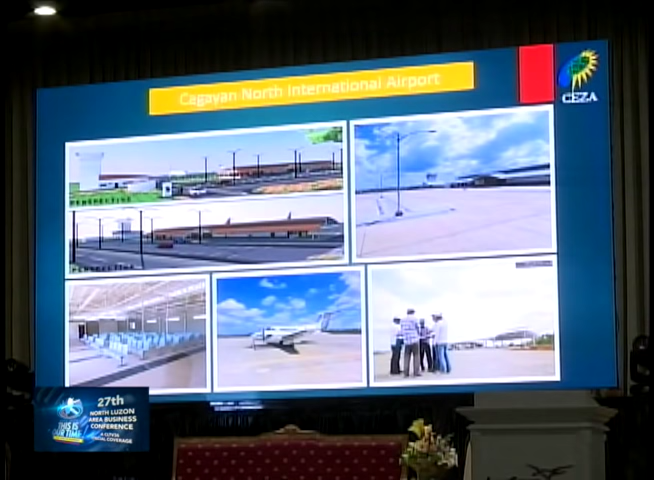 Cagayan North International Airport
CEZA
PERSPECTIVE
PERSPECTIVE
27th
NORTH LUZON
AREA BUSINESS
CONFERENCE
THIS IS
OUR TIME